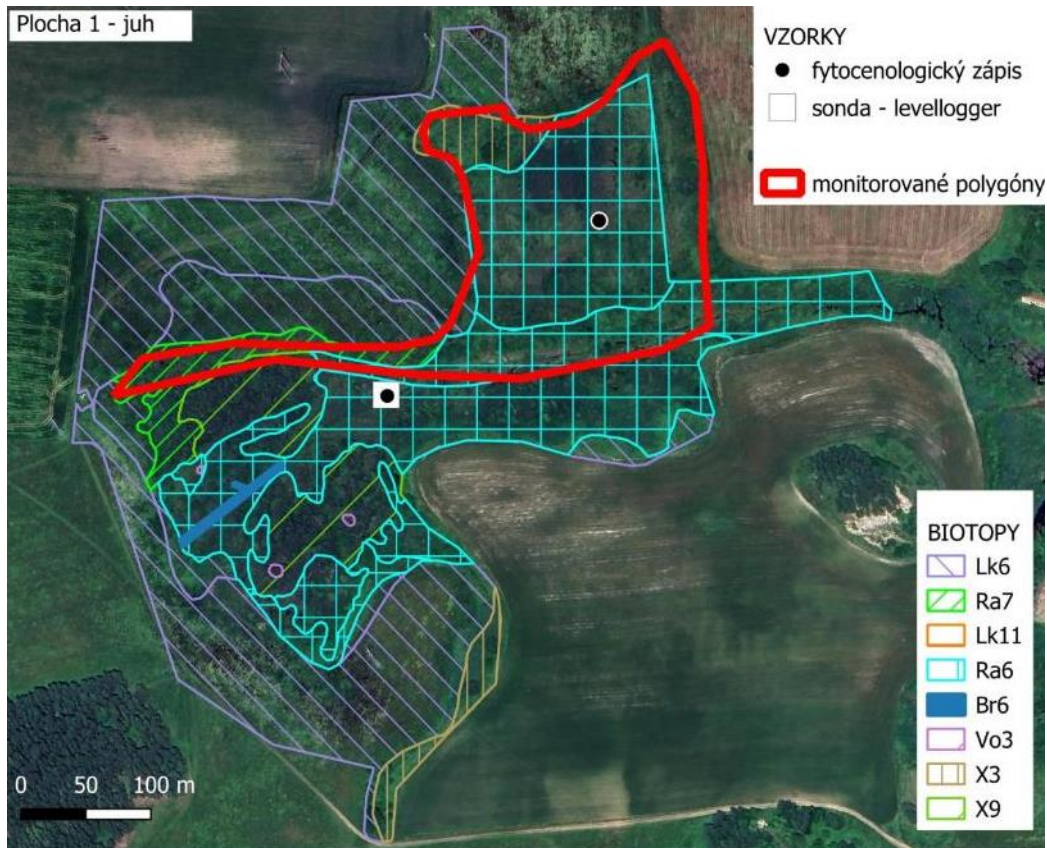 Plocha 1 - juh
VZORKY
fytocenologický zápis
sonda - levellogger
monitorované polygóny
BIOTOPY
Lk6
Ra7
Lk11
Ra6
Br6
Vo3
X3
X9
0 50 100 m